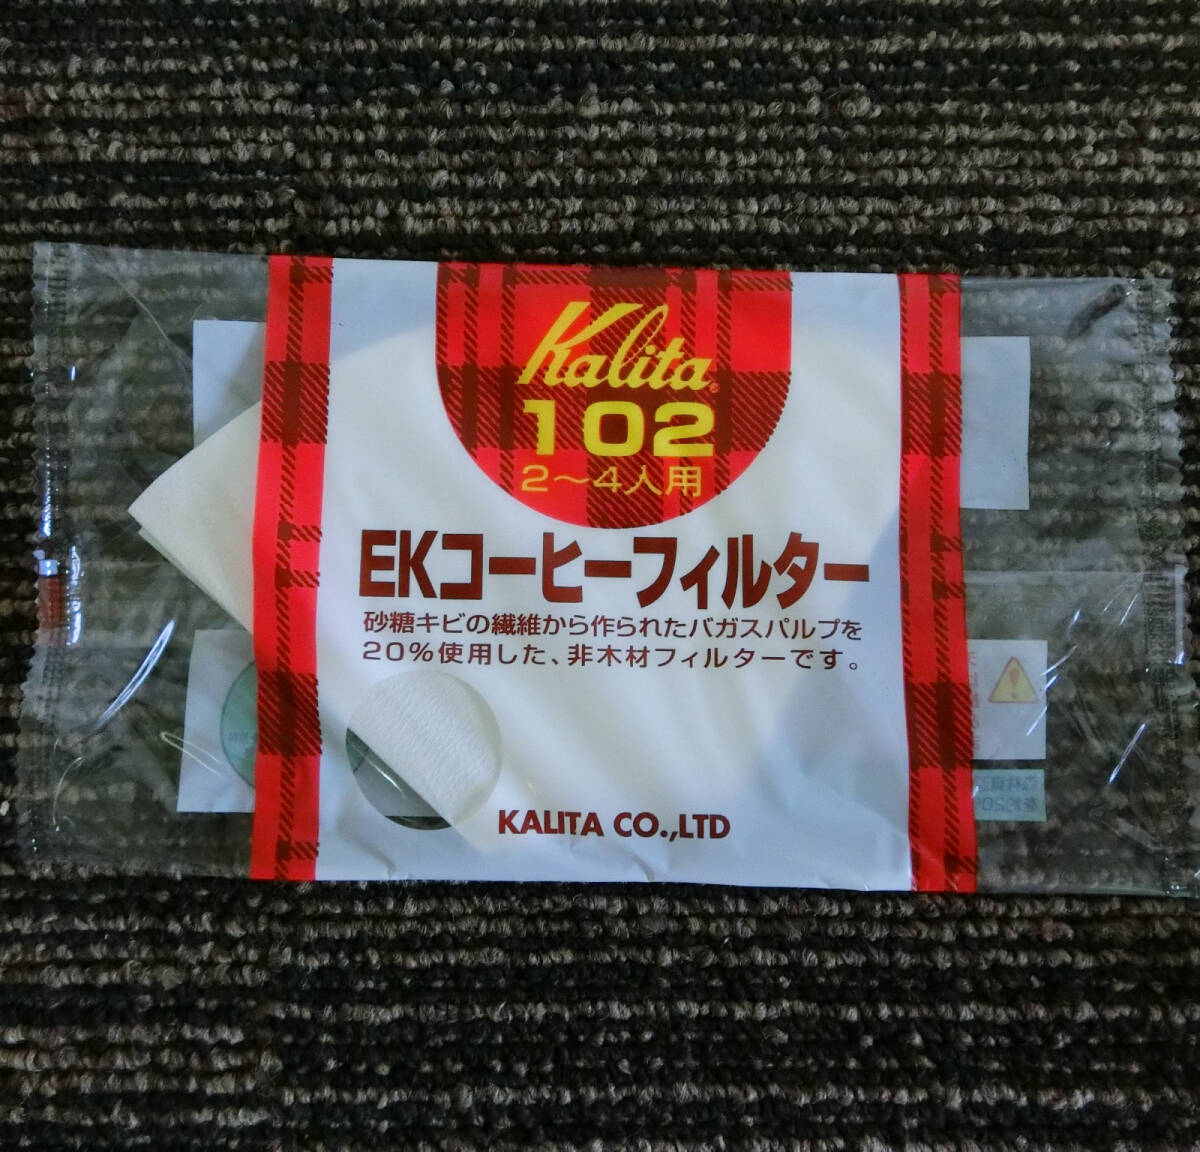 Kalita®
102
2～4人用
EKコーヒーフィルター
砂糖キビの繊維から作られたバガスパルプを
20%使用した、非木材フィルターです。
KALITA CO.,LTD